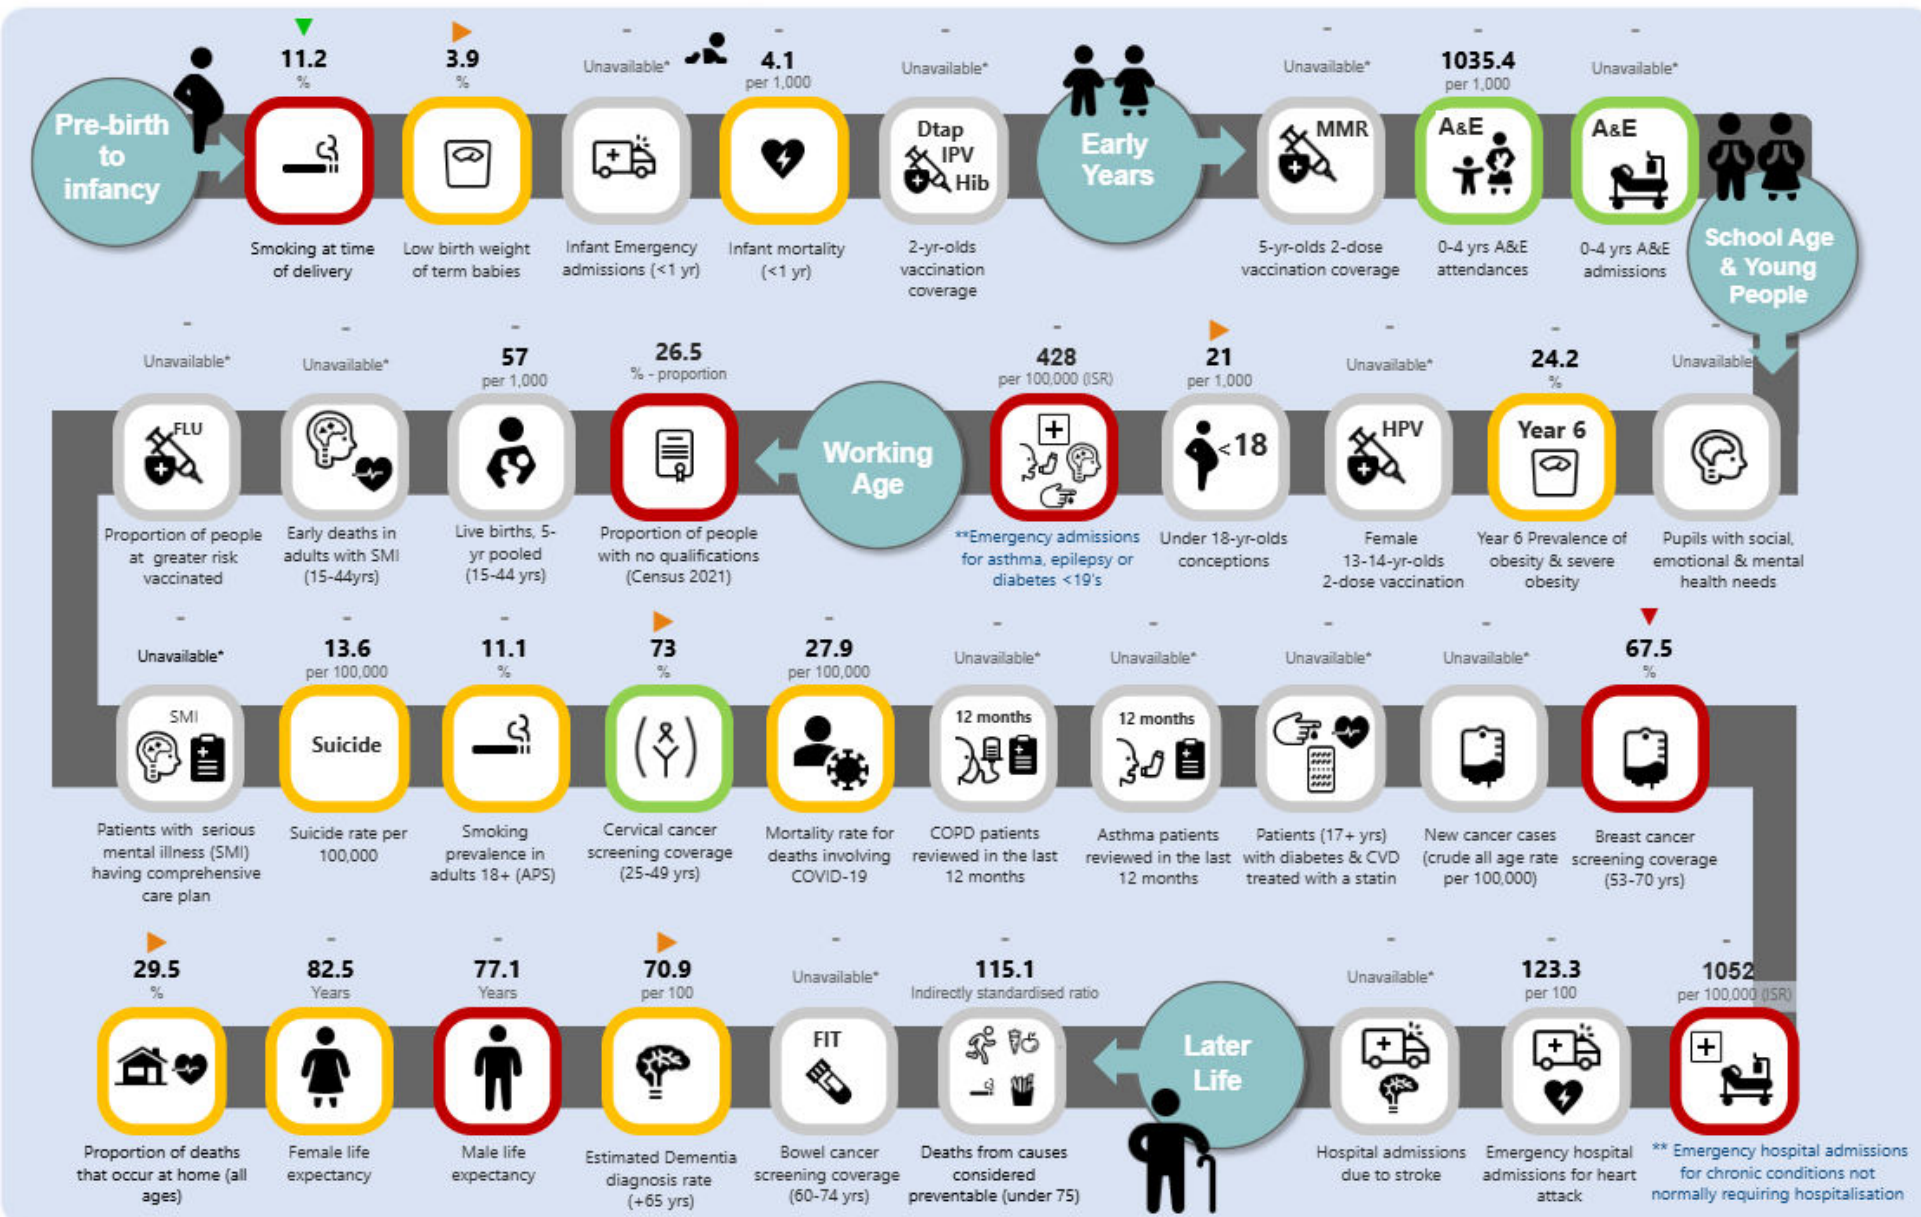 11.2
%
3.9
%
Unavailable*
4.1
per 1,000
Unavailable*
Unavailable*
1035.4
per 1,000
Unavailable*
Pre-birth
to
infancy
Dtap
IPV
Hib
Early
Years
MMR
A&E
A&E
Smoking at time
of delivery
Low birth weight
of term babies
Infant Emergency
admissions (<1 yr)
Infant mortality
(<1 yr)
2-yr-olds
vaccination
coverage
5-yr-olds 2-dose
vaccination coverage
0-4 yrs A&E
attendances
0-4 yrs A&E
admissions
School Age
& Young
People
Unavailable*
Unavailable*
57
per 1,000
26.5
% - proportion
428
per 100,000 (ISR)
21
per 1,000
Unavailable*
24.2
%
Unavailable
FLU
Working
Age
<18
HPV
Year 6
Proportion of people
at greater risk
vaccinated
Early deaths in
adults with SMI
(15-44yrs)
Live births, 5-
yr pooled
(15-44 yrs)
Proportion of people
with no qualifications
(Census 2021)
**Emergency admissions
for asthma, epilepsy or
diabetes <19's
Under 18-yr-olds
conceptions
Female
13-14-yr-olds
2-dose vaccination
Year 6 Prevalence of
obesity & severe
obesity
Pupils with social,
emotional & mental
health needs
Unavailable*
13.6
per 100,000
11.1
%
73
%
27.9
per 100,000
Unavailable*
Unavailable*
Unavailable*
Unavailable*
67.5
%
SMI
Suicide
12 months
12 months
Patients with serious
mental illness (SMI)
having comprehensive
care plan
Suicide rate per
100,000
Smoking
prevalence in
adults 18+ (APS)
Cervical cancer
screening coverage
(25-49 yrs)
Mortality rate for
deaths involving
COVID-19
COPD patients
reviewed in the last
12 months
Asthma patients
reviewed in the last
12 months
Patients (17+ yrs)
with diabetes & CVD
treated with a statin
New cancer cases
(crude all age rate
per 100,000)
Breast cancer
screening coverage
(53-70 yrs)
29.5
%
82.5
Years
77.1
Years
70.9
per 100
Unavailable*
115.1
Indirectly standardised ratio
Unavailable*
123.3
per 100
1052
per 100,000 (ISR)
FIT
Later
Life
Proportion of deaths
that occur at home (all
ages)
Female life
expectancy
Male life
expectancy
Estimated Dementia
diagnosis rate
(+65 yrs)
Bowel cancer
screening coverage
(60-74 yrs)
Deaths from causes
considered
preventable (under 75)
Hospital admissions
due to stroke
Emergency hospital
admissions for heart
attack
** Emergency hospital admissions
for chronic conditions not
normally requiring hospitalisation